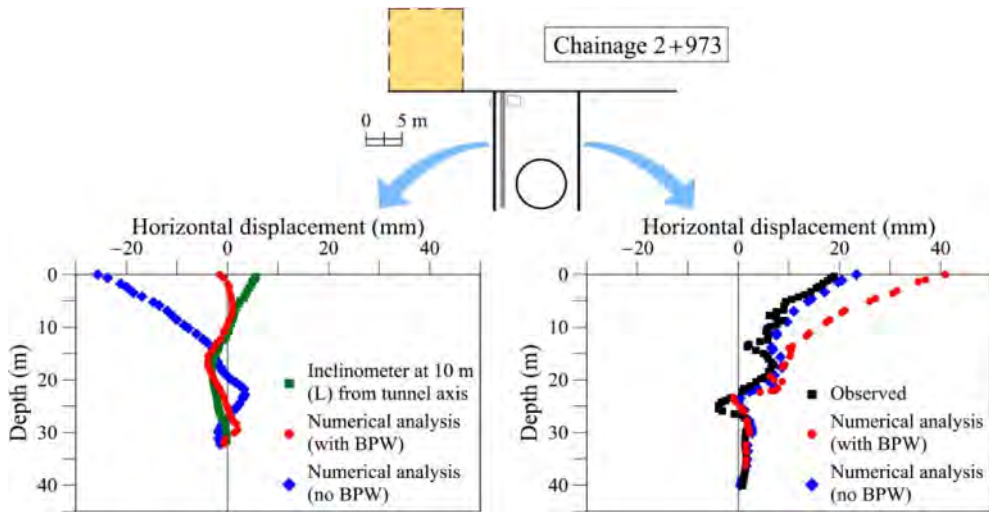 Chainage 2+973
0 5 m
Horizontal displacement (mm)
−20 0 20 40
Depth (m)
0
10
20
30
40
Inclinometer at 10 m
(L) from tunnel axis
Numerical analysis
(with BPW)
Numerical analysis
(no BPW)
Horizontal displacement (mm)
−20 0 20 40
Depth (m)
0
10
20
30
40
Observed
Numerical analysis
(with BPW)
Numerical analysis
(no BPW)